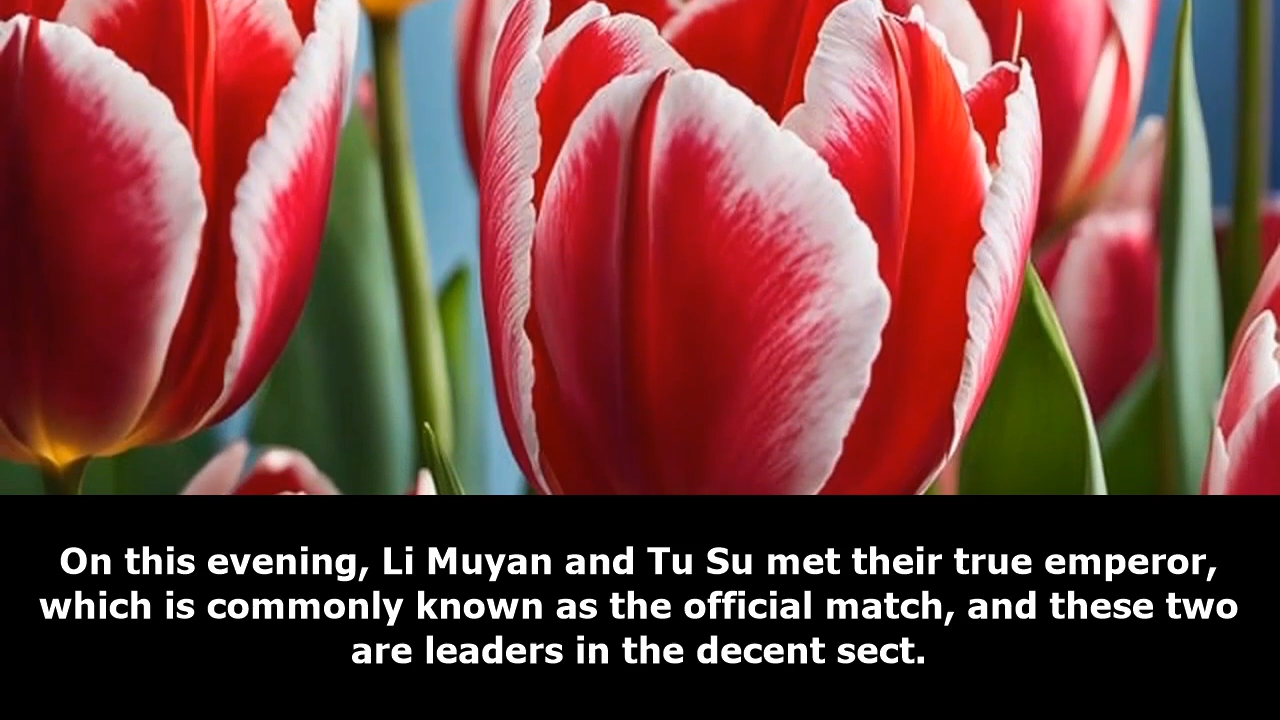 On this evening, Li Muyan and Tu Su met their true emperor,
which is commonly known as the official match, and these two
are leaders in the decent sect.